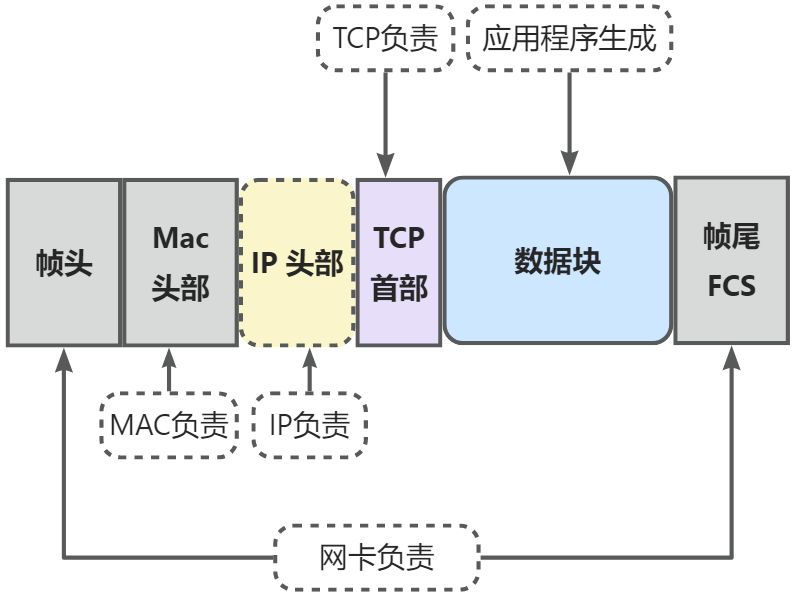 TCP负责
应用程序生成
帧头
Mac
头部
IP 头部
TCP
首部
数据块
帧尾
FCS
MAC负责
IP负责
网卡负责